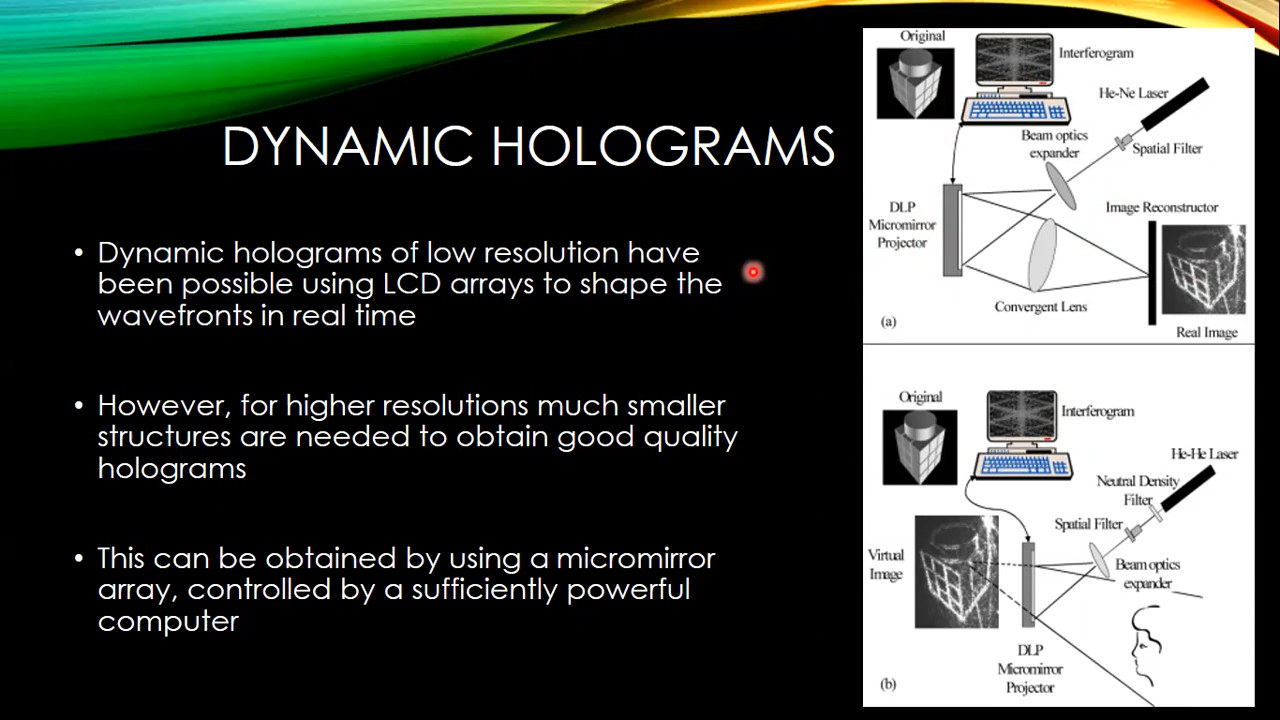 DYNAMIC HOLOGRAMS
• Dynamic holograms of low resolution have
been possible using LCD arrays to shape the
wavefronts in real time
• However, for higher resolutions much smaller
structures are needed to obtain good quality
holograms
• This can be obtained by using a micromirror
array, controlled by a sufficiently powerful
computer
Original
Interferogram
He-Ne Laser
Beam optics
expander
Spatial Filter
DLP
Micromirror
Projector
Image Reconstructor
Convergent Lens
(a)
Real Image
Original
Interferogram
He-He Laser
Neutral Density
Filter
Spatial Filter
Virtual
Image
Beam optics
expander
DLP
Micromirror
Projector
(b)